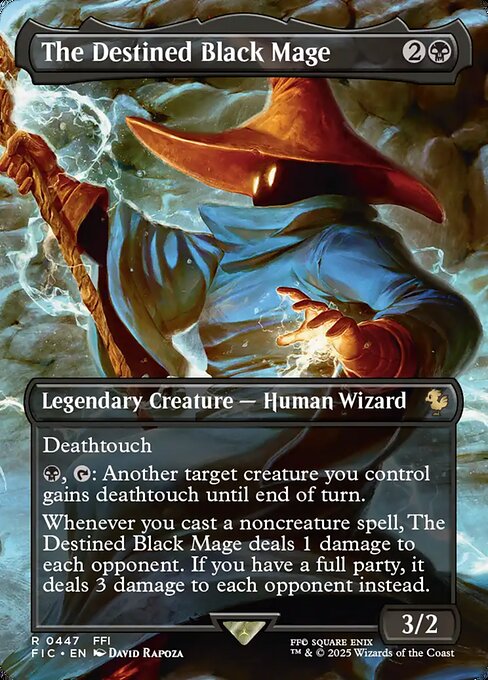 The Destined Black Mage 2
Legendary Creature — Human Wizard
Deathtouch
, : Another target creature you control
gains deathtouch until end of turn.
Whenever you cast a noncreature spell, The
Destined Black Mage deals 1 damage to
each opponent. If you have a full party, it
deals 3 damage to each opponent instead.
3/2
R 0447 FFI
FIC • EN David Rapoza
FF© SQUARE ENIX
™ & © 2025 Wizards of the Coast